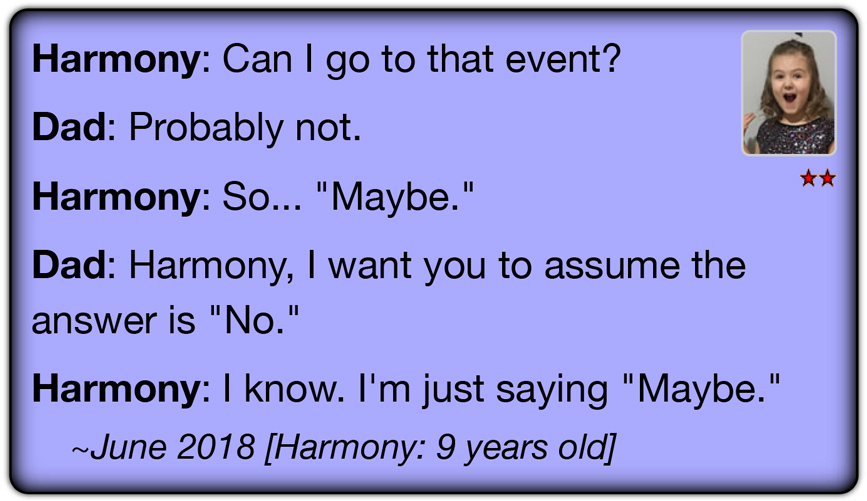 Harmony: Can I go to that event?
Dad: Probably not.
Harmony: So... "Maybe."
Dad: Harmony, I want you to assume the
answer is "No."
Harmony: I know. I'm just saying "Maybe."
~June 2018 [Harmony: 9 years old]